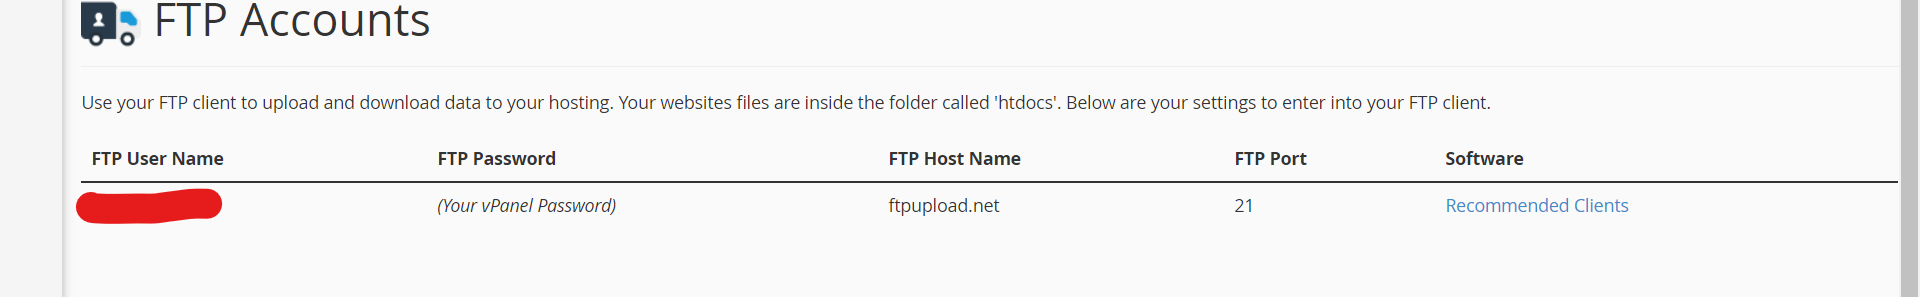 FTP Accounts
Use your FTP client to upload and download data to your hosting. Your websites files are inside the folder called 'htdocs'. Below are your settings to enter into your FTP client.
FTP User Name FTP Password FTP Host Name FTP Port Software
(Your vPanel Password) ftpupload.net 21 Recommended Clients